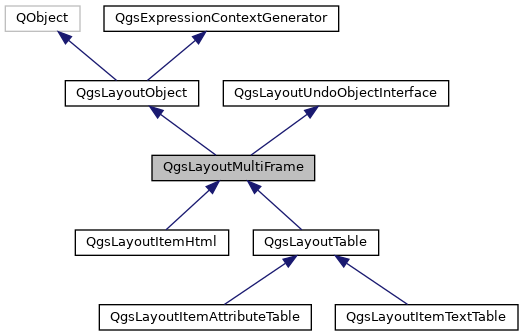 QObject
QgsExpressionContextGenerator
QgsLayoutObject
QgsLayoutUndoObjectInterface
QgsLayoutMultiFrame
QgsLayoutItemHtml
QgsLayoutTable
QgsLayoutItemAttributeTable
QgsLayoutItemTextTable